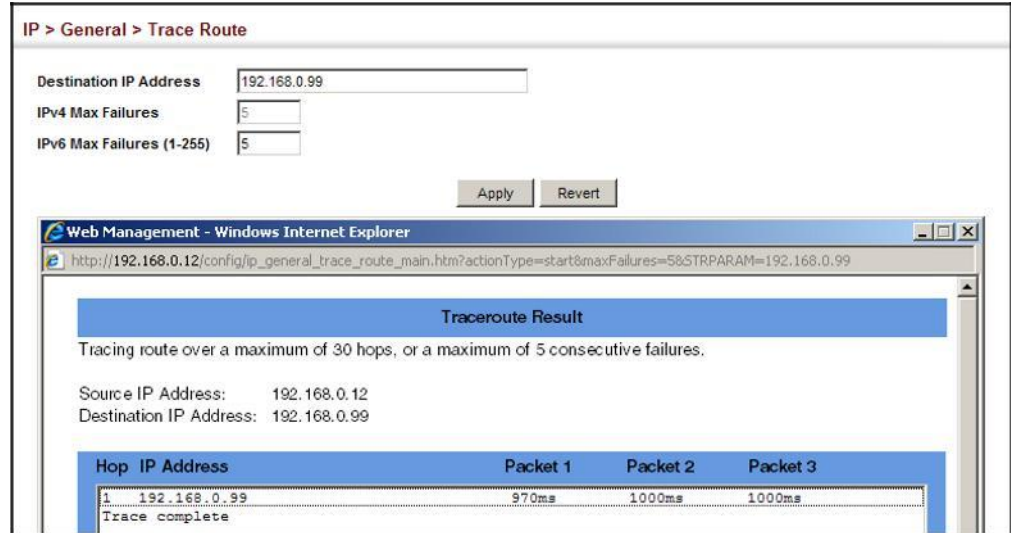 IP > General > Trace Route
Destination IP Address 192.168.0.99
IPv4 Max Failures 5
IPv6 Max Failures (1-255) 5
Apply Revert
Web Management - Windows Internet Explorer
http://192.168.0.12/config/ip_general_trace_route_main.htm?actionType=start&maxFailures=5&STRPARAM=192.168.0.99
Traceroute Result
Tracing route over a maximum of 30 hops, or a maximum of 5 consecutive failures.
Source IP Address: 192.168.0.12
Destination IP Address: 192.168.0.99
Hop IP Address Packet 1 Packet 2 Packet 3
1 192.168.0.99 970ms 1000ms 1000ms
Trace complete